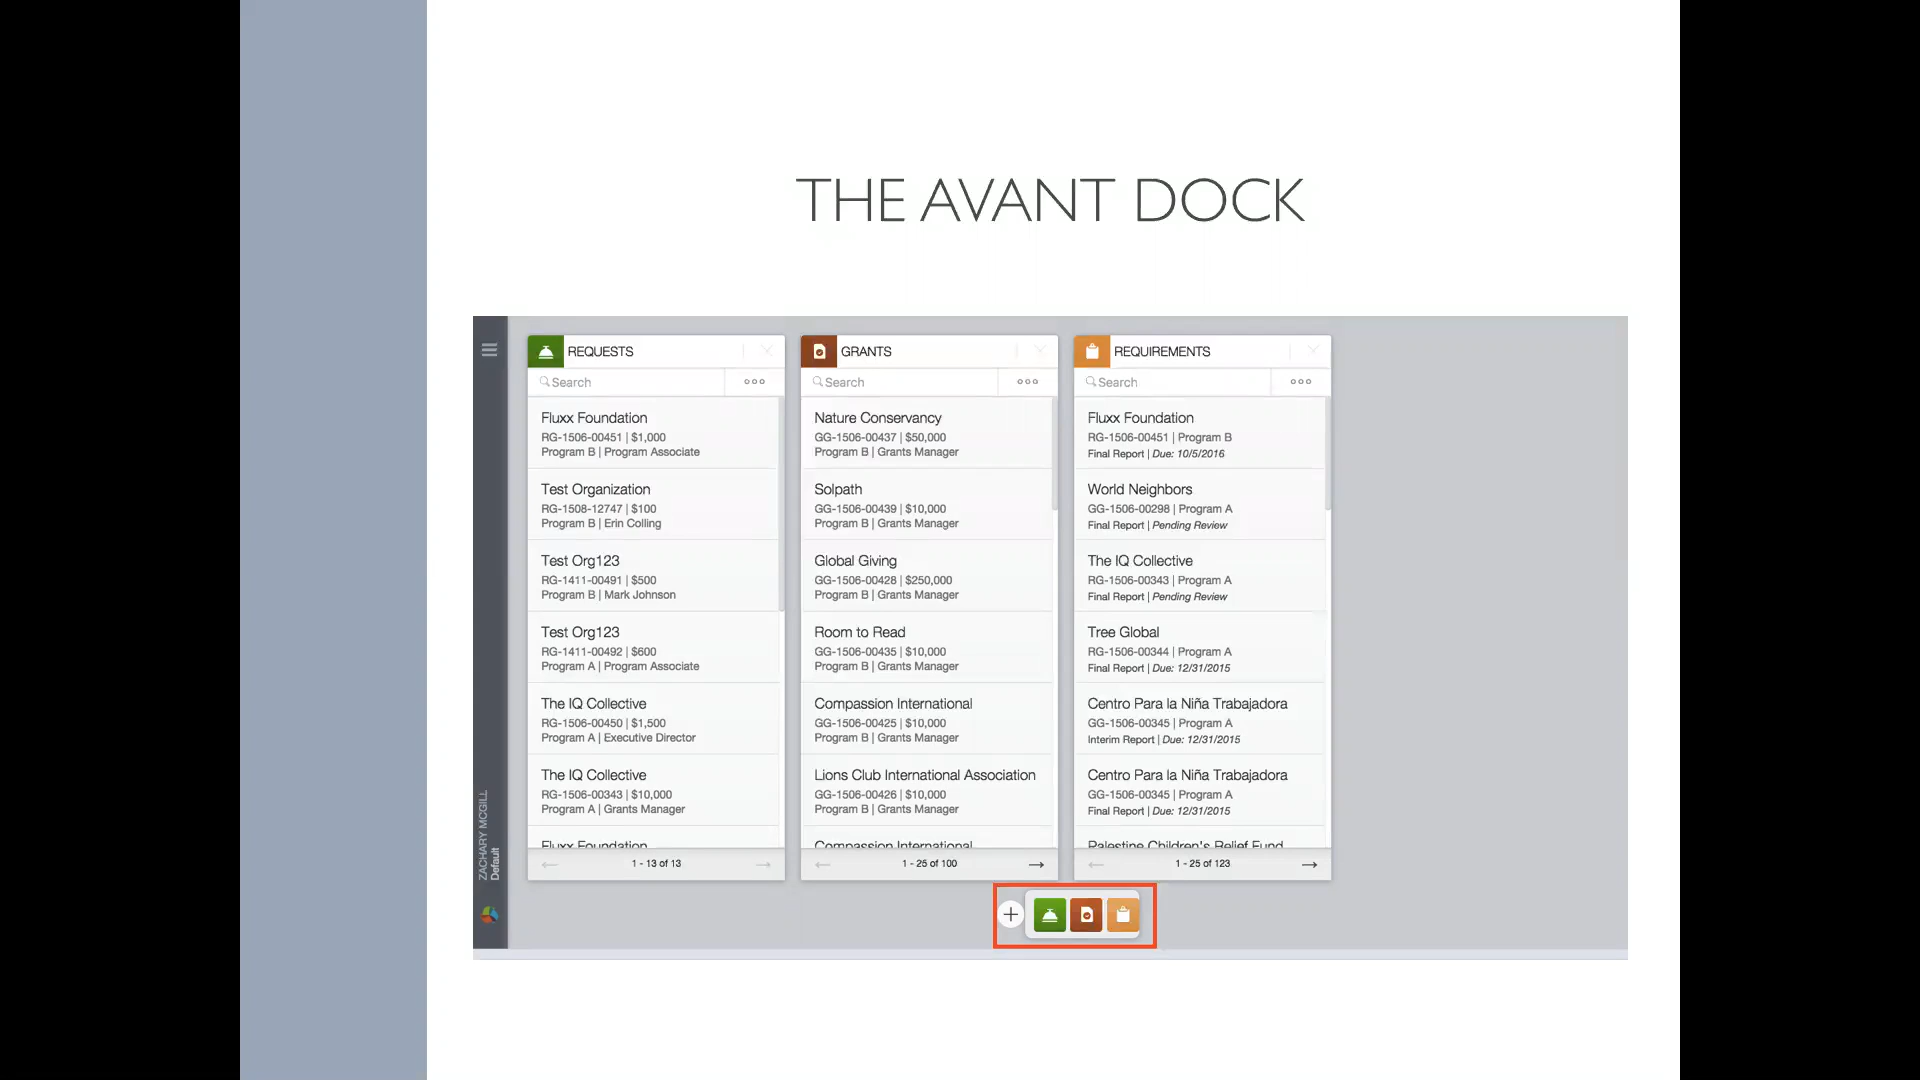 THE AVANT DOCK
REQUESTS
Search
Fluxx Foundation
RG-1506-00451 | $1,000
Program B | Program Associate
Test Organization
RG-1508-12747 | $100
Program B | Erin Colling
Test Org123
RG-1411-00491 | $500
Program B | Mark Johnson
Test Org123
RG-1411-00492 | $600
Program A | Program Associate
The IQ Collective
RG-1506-00450 | $1,500
Program A | Executive Director
The IQ Collective
RG-1506-00343 | $10,000
Program A | Grants Manager
Fluxx Foundation
1 - 13 of 13
GRANTS
Search
Nature Conservancy
GG-1506-00437 | $50,000
Program B | Grants Manager
Solpath
GG-1506-00439 | $10,000
Program B | Grants Manager
Global Giving
GG-1506-00428 | $250,000
Program B | Grants Manager
Room to Read
GG-1506-00435 | $10,000
Program B | Grants Manager
Compassion International
GG-1506-00425 | $10,000
Program B | Grants Manager
Lions Club International Association
GG-1506-00426 | $10,000
Program B | Grants Manager
Compassion International
1 - 25 of 100
REQUIREMENTS
Search
Fluxx Foundation
RG-1506-00451 | Program B
Final Report | Due: 10/5/2016
World Neighbors
GG-1506-00298 | Program A
Final Report | Pending Review
The IQ Collective
RG-1506-00343 | Program A
Final Report | Pending Review
Tree Global
RG-1506-00344 | Program A
Final Report | Due: 12/31/2015
Centro Para la Niña Trabajadora
GG-1506-00345 | Program A
Interim Report | Due: 12/31/2015
Centro Para la Niña Trabajadora
GG-1506-00345 | Program A
Final Report | Due: 12/31/2015
Palestine Children's Relief Fund
1 - 25 of 123
ZACHARY MCGILL
Default